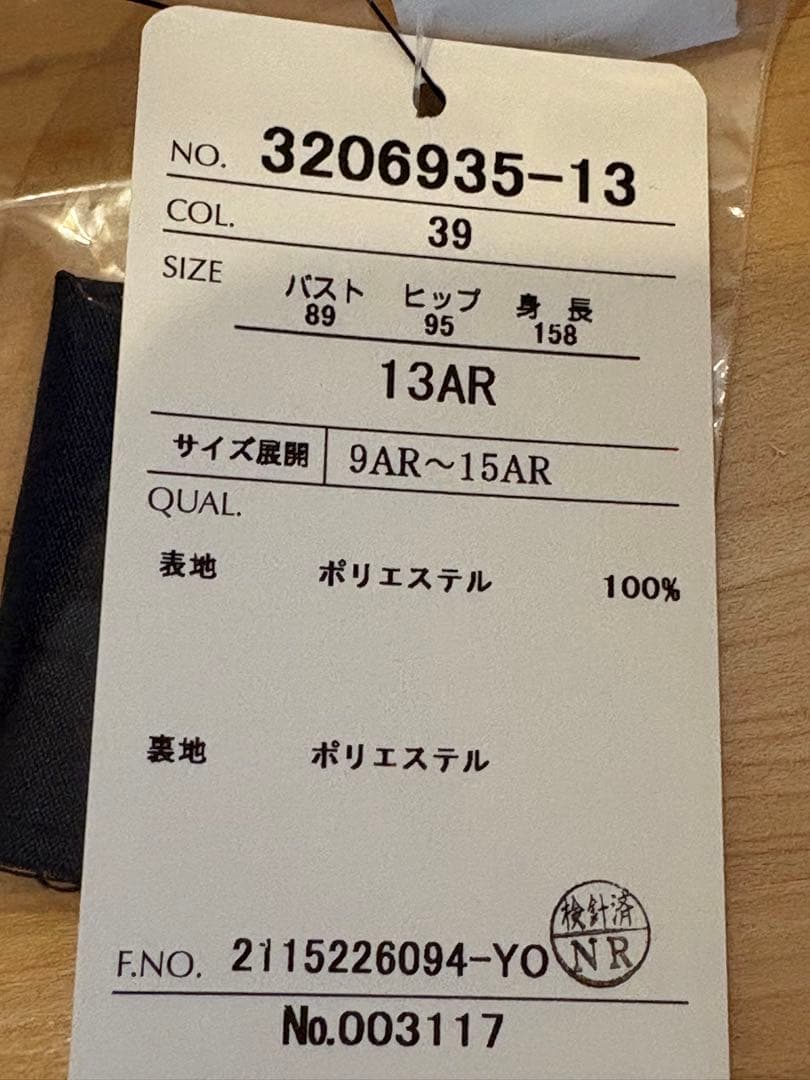 NO. 3206935-13
COL. 39
SIZE バスト ヒップ 身長
89 95 158
13AR
サイズ展開 9AR〜15AR
QUAL.
表地 ポリエステル 100%
裏地 ポリエステル
検針済
F.NO. 2115226094-YO NR
No.003117